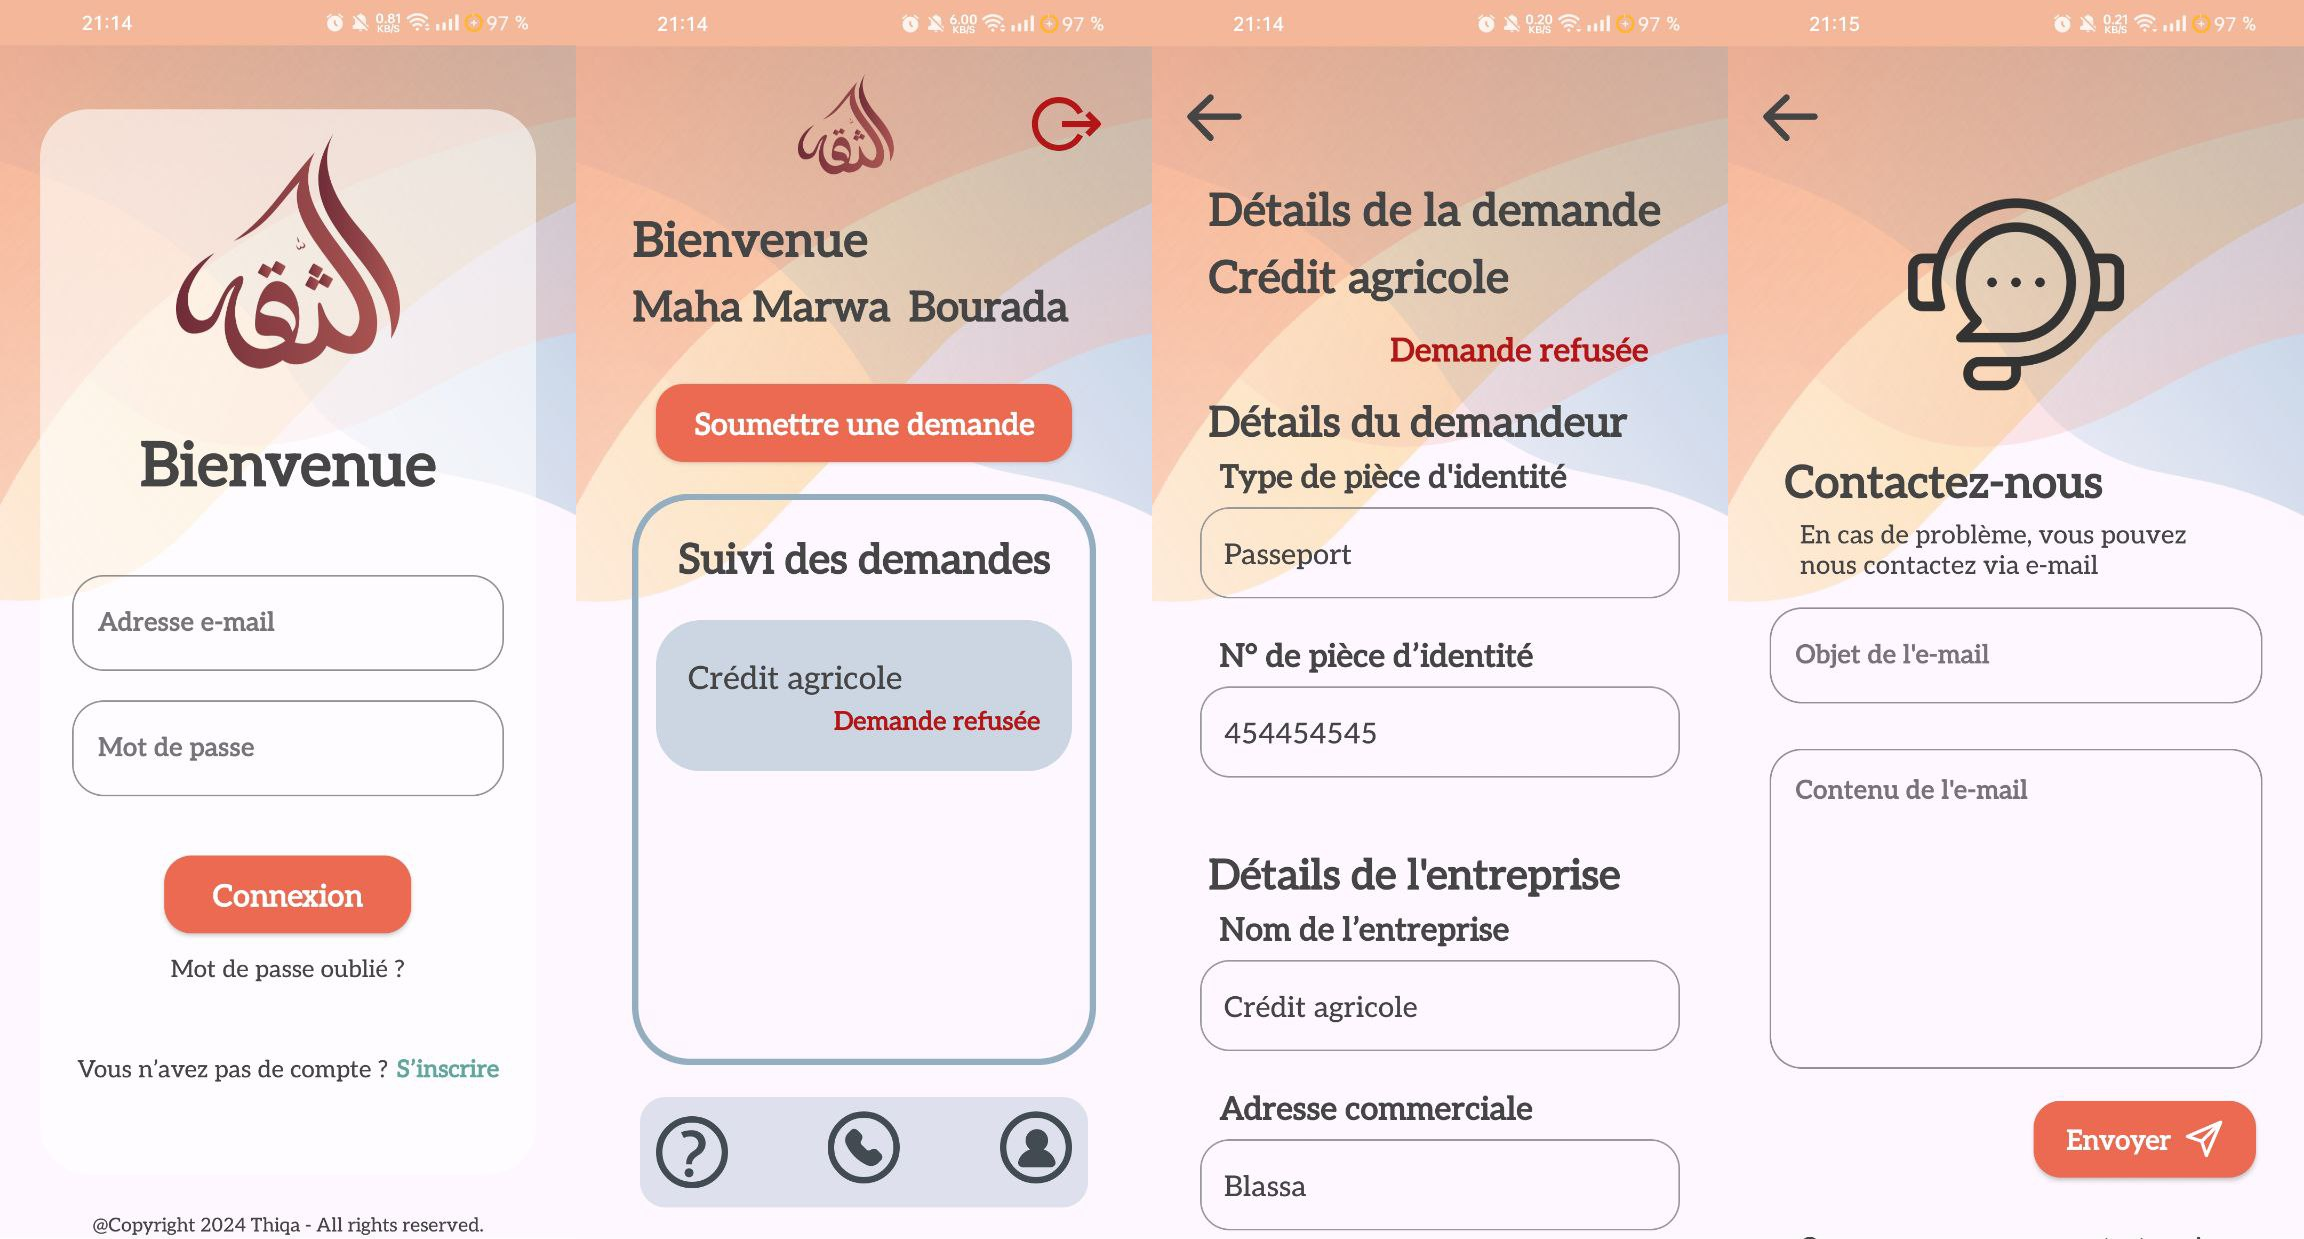 21:14
0.81
KB/S
97 %
الثقة
Bienvenue
Adresse e-mail
Mot de passe
Connexion
Mot de passe oublié ?
Vous n'avez pas de compte ? S'inscrire
@Copyright 2024 Thiqa - All rights reserved.
21:14
6.00
KB/S
97 %
الثقة
Bienvenue
Maha Marwa Bourada
Soumettre une demande
Suivi des demandes
Crédit agricole
Demande refusée
21:14
0.20
KB/S
97 %
Détails de la demande
Crédit agricole
Demande refusée
Détails du demandeur
Type de pièce d'identité
Passeport
N° de pièce d’identité
454454545
Détails de l'entreprise
Nom de l’entreprise
Crédit agricole
Adresse commerciale
Blassa
21:15
0.21
KB/S
97 %
Contactez-nous
En cas de problème, vous pouvez
nous contactez via e-mail
Objet de l'e-mail
Contenu de l'e-mail
Envoyer